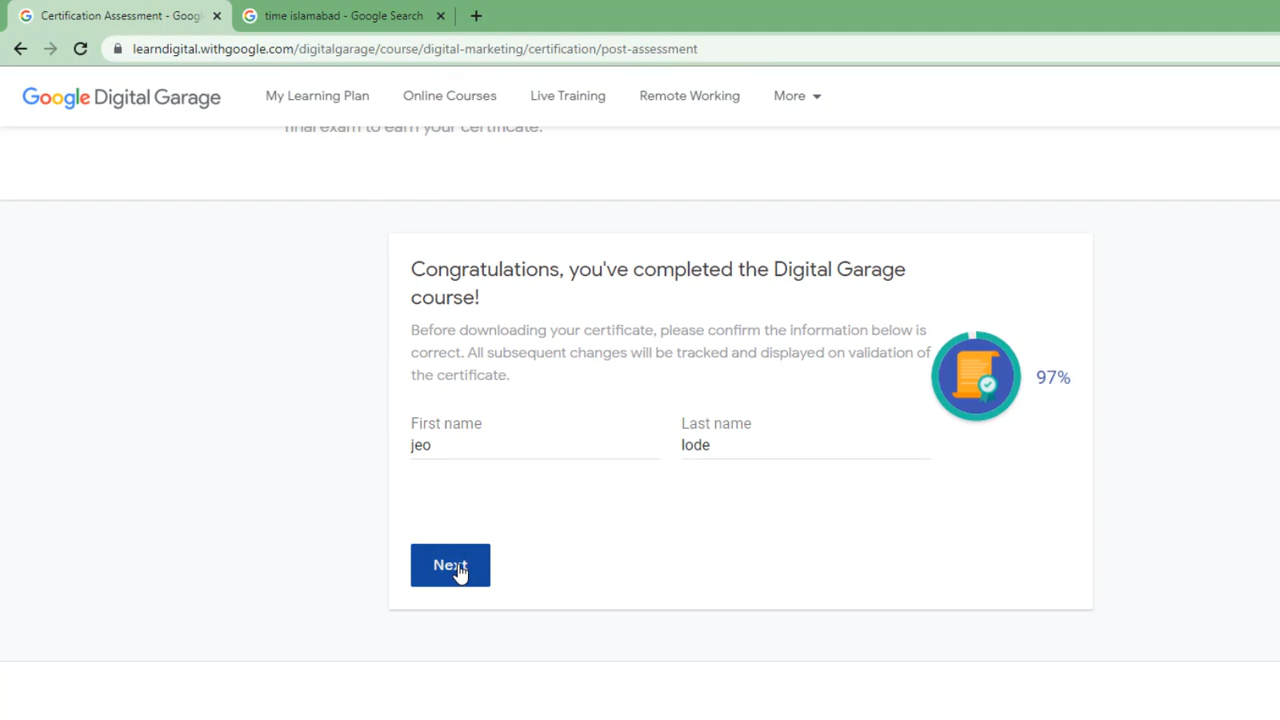 Certification Assessment - Goog
time islamabad - Google Search
learndigital.withgoogle.com/digitalgarage/course/digital-marketing/certification/post-assessment
Google Digital Garage
My Learning Plan
Online Courses
Live Training
Remote Working
More
final exam to earn your certificate.
Congratulations, you've completed the Digital Garage
course!
Before downloading your certificate, please confirm the information below is
correct. All subsequent changes will be tracked and displayed on validation of
the certificate.
97%
First name
Last name
jeo
lode
Next